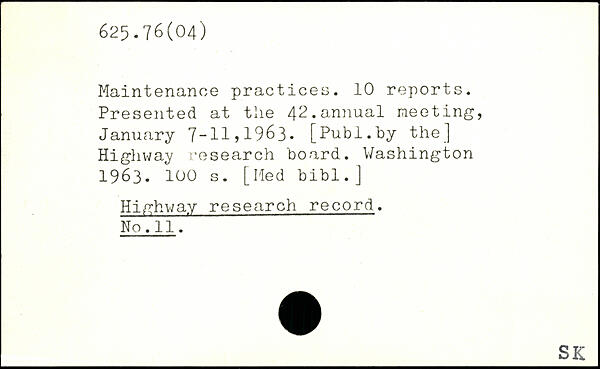 625.76(04)
Maintenance practices. 10 reports.
Presented at the 42.annual meeting,
January 7-11,1963. [Publ.by the]
Highway research board. Washington
1963. 100 s. [Med bibl.]
Highway research record.
No.11.
SK